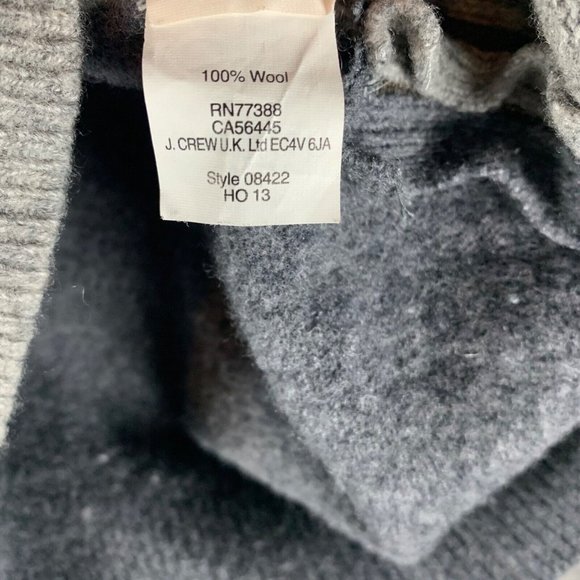 100% Wool
RN77388
CA56445
J. CREW U.K. Ltd EC4V 6JA
Style 08422
HO 13